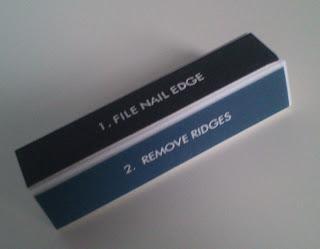 1. FILE NAIL EDGE
2. REMOVE RIDGES